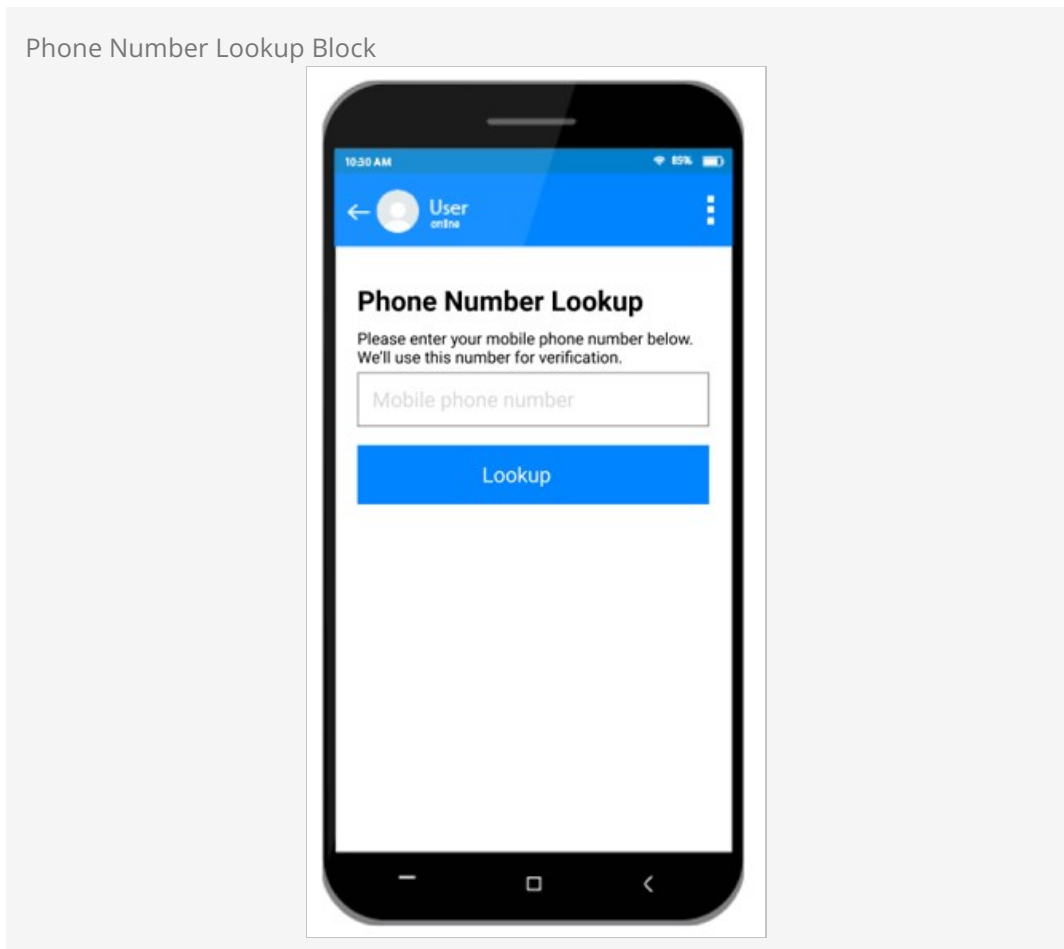 Phone Number Lookup Block
10:30 AM 85%
User
online
Phone Number Lookup
Please enter your mobile phone number below.
We'll use this number for verification.
Mobile phone number
Lookup